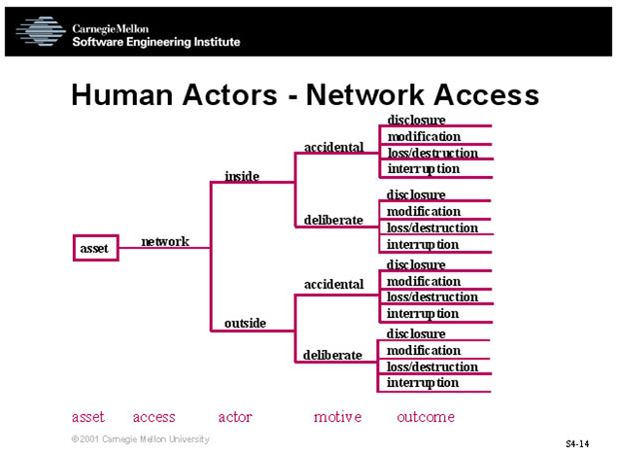 CarnegieMellon
Software Engineering Institute
Human Actors - Network Access
asset
network
inside
accidental
disclosure
modification
loss/destruction
interruption
deliberate
disclosure
modification
loss/destruction
interruption
outside
accidental
disclosure
modification
loss/destruction
interruption
deliberate
disclosure
modification
loss/destruction
interruption
asset access actor motive outcome
© 2001 Carnegie Mellon University
S4-14